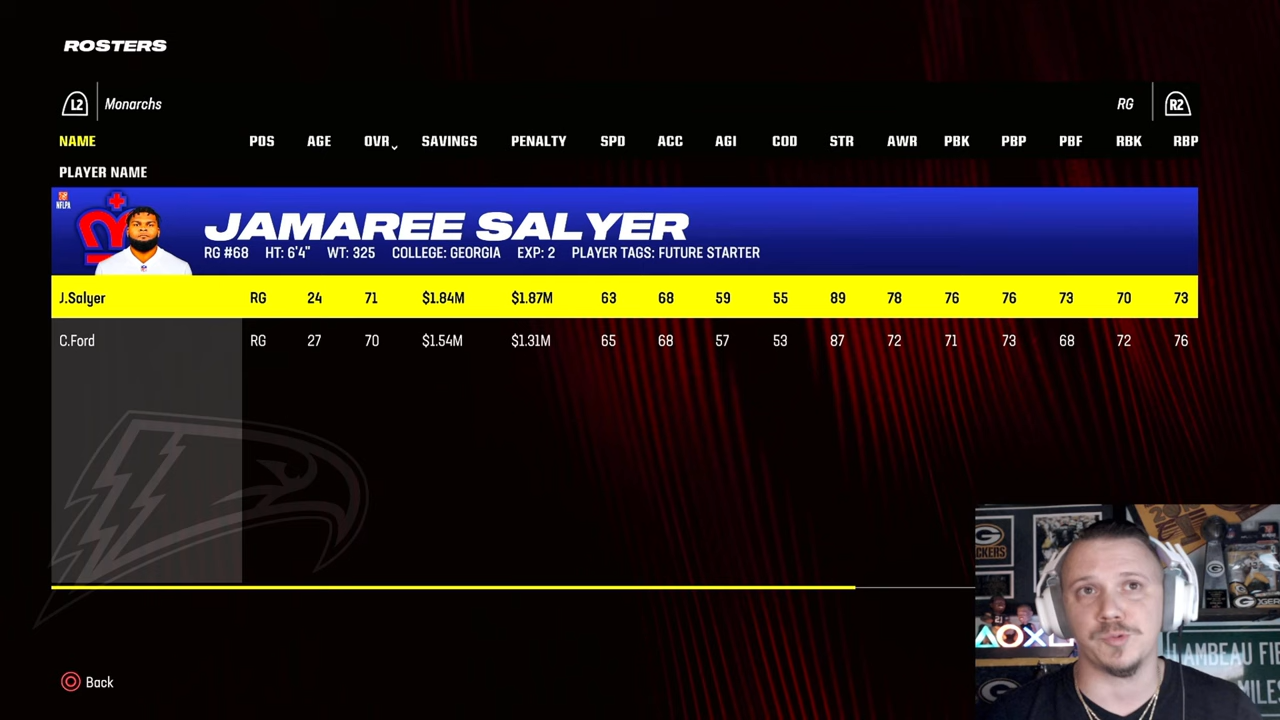 ROSTERS
L2 Monarchs RG R2
NAME POS AGE OVR SAVINGS PENALTY SPD ACC AGI COD STR AWR PBK PBP PBF RBK RBP
PLAYER NAME
NFLPA
JAMAREE SALYER
RG #68 HT: 6'4" WT: 325 COLLEGE: GEORGIA EXP: 2 PLAYER TAGS: FUTURE STARTER
J.Salyer RG 24 71 $1.84M $1.87M 63 68 59 55 89 78 76 76 73 70 73
C.Ford RG 27 70 $1.54M $1.31M 65 68 57 53 87 72 71 73 68 72 76
G
LAMBEAU FIE
MILES
Back